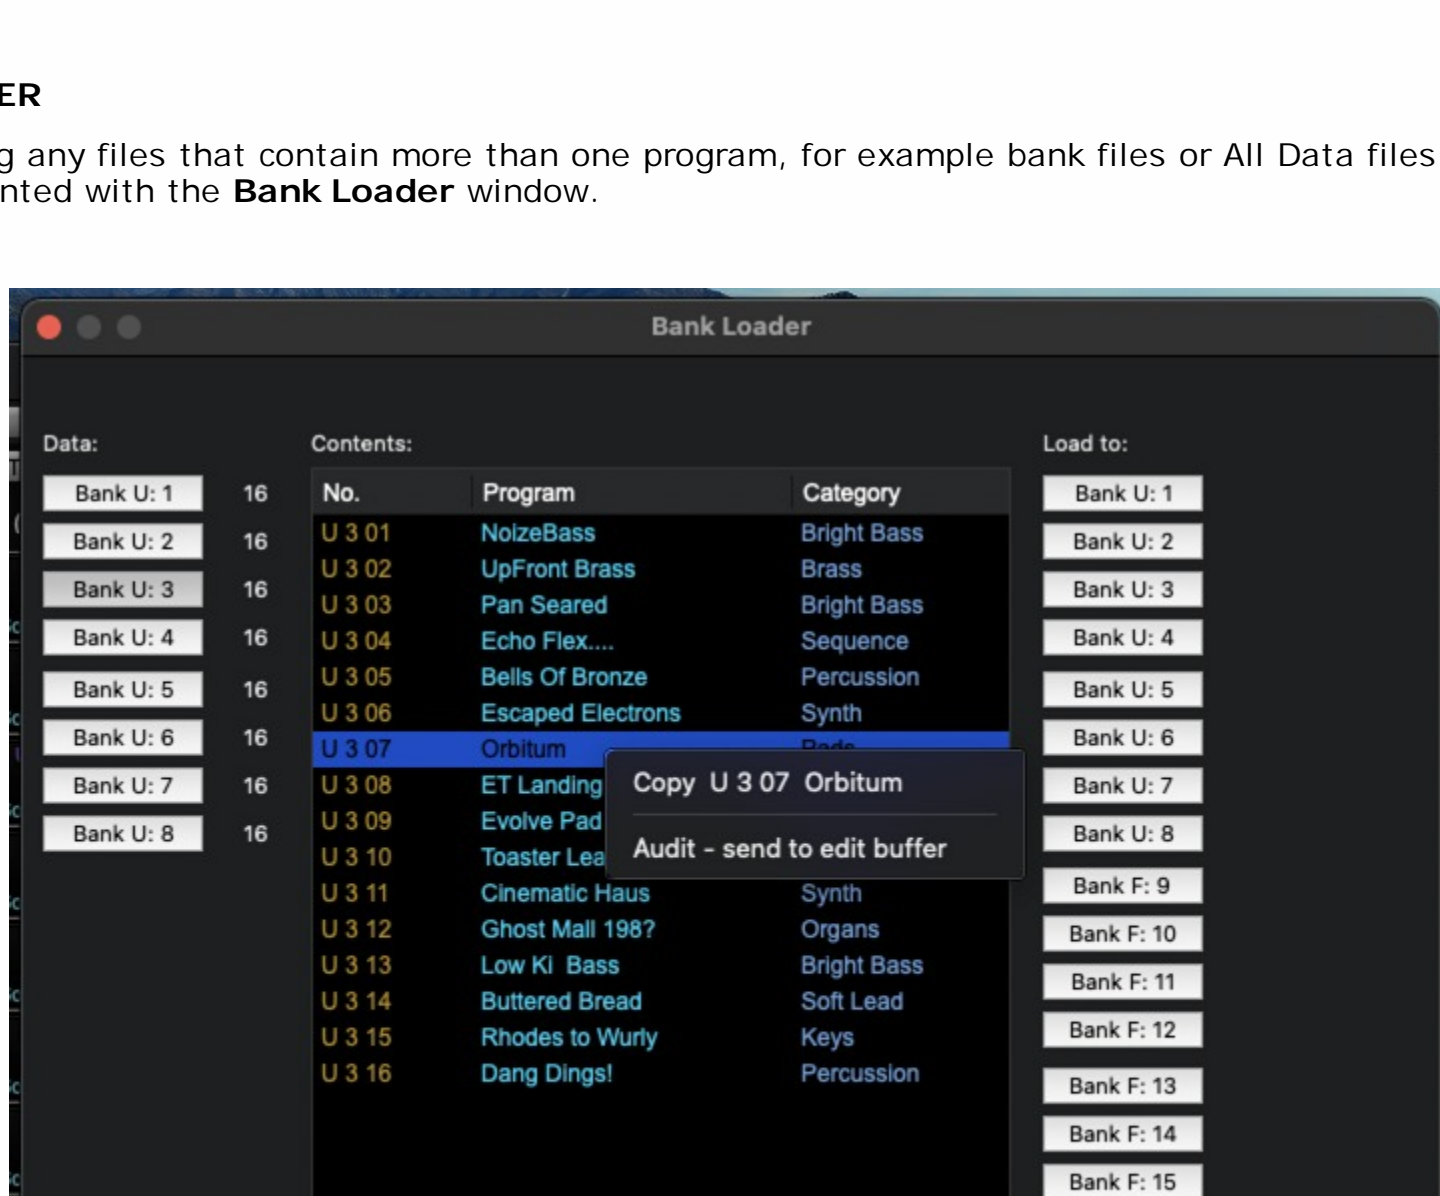 ER
g any files that contain more than one program, for example bank files or All Data files
nted with the Bank Loader window.
Bank Loader
Data: Contents: Load to:
No. Program Category
Bank U: 1 16
Bank U: 2 16
Bank U: 3 16
Bank U: 4 16
Bank U: 5 16
Bank U: 6 16
Bank U: 7 16
Bank U: 8 16
U 3 01 NoizeBass Bright Bass
U 3 02 UpFront Brass Brass
U 3 03 Pan Seared Bright Bass
U 3 04 Echo Flex.... Sequence
U 3 05 Bells Of Bronze Percussion
U 3 06 Escaped Electrons Synth
U 3 07 Orbitum Pads
U 3 08 ET Landing
U 3 09 Evolve Pad
U 3 10 Toaster Lea
U 3 11 Cinematic Haus Synth
U 3 12 Ghost Mall 198? Organs
U 3 13 Low Ki Bass Bright Bass
U 3 14 Buttered Bread Soft Lead
U 3 15 Rhodes to Wurly Keys
U 3 16 Dang Dings! Percussion
Copy U 3 07 Orbitum
Audit - send to edit buffer
Bank U: 1
Bank U: 2
Bank U: 3
Bank U: 4
Bank U: 5
Bank U: 6
Bank U: 7
Bank U: 8
Bank F: 9
Bank F: 10
Bank F: 11
Bank F: 12
Bank F: 13
Bank F: 14
Bank F: 15